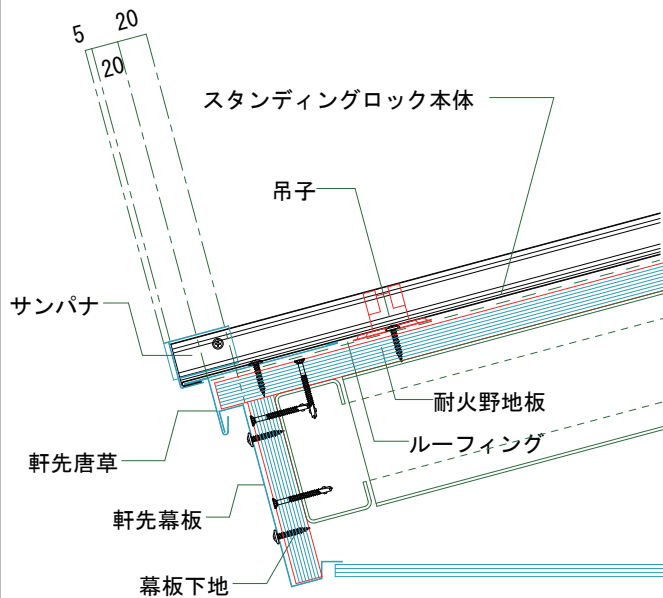 5
20
20
スタンディングロック本体
吊子
サンパナ
耐火野地板
ルーフィング
軒先唐草
軒先幕板
幕板下地